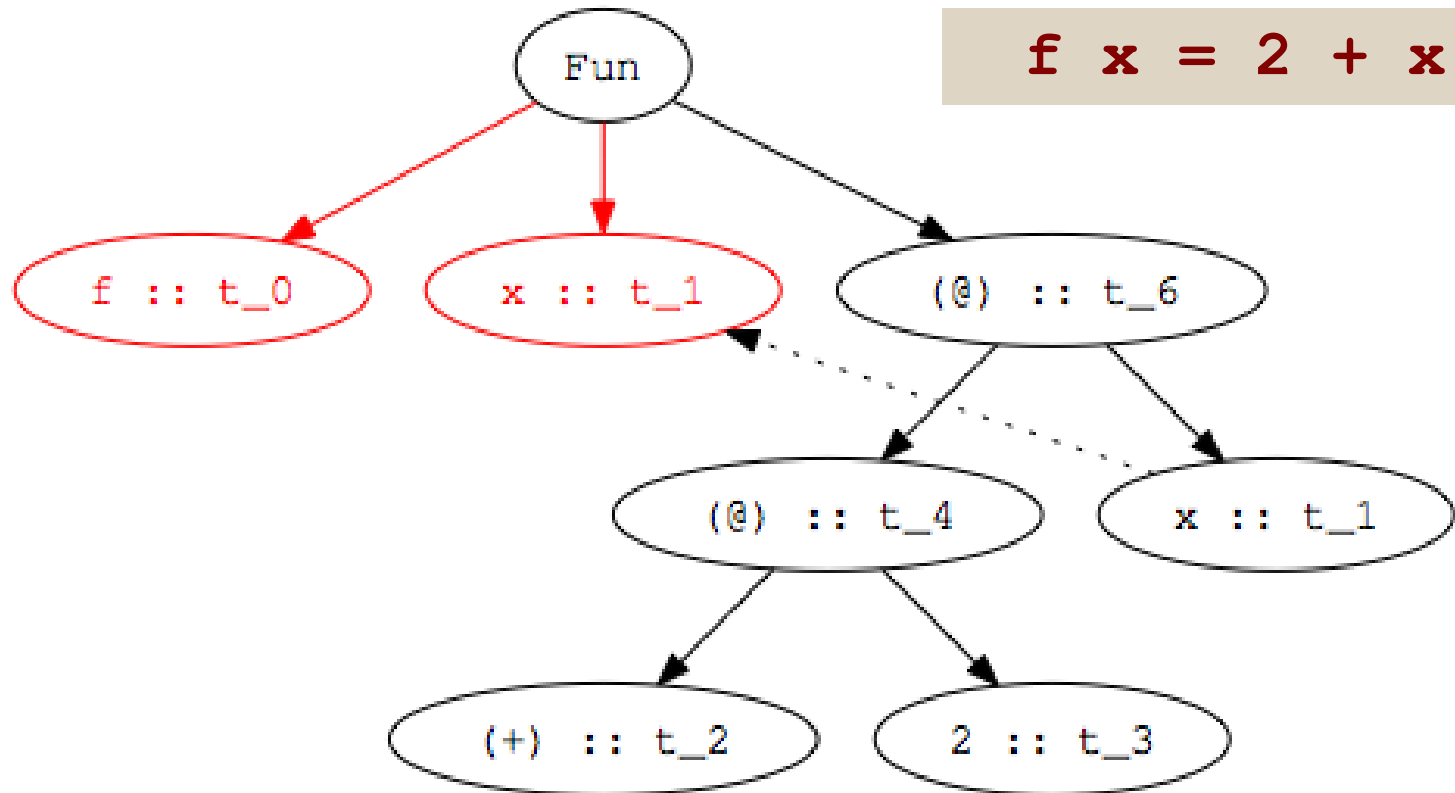 f x = 2 + x
Fun
f :: t_0
x :: t_1
(@) :: t_6
(@) :: t_4
x :: t_1
(+) :: t_2
2 :: t_3